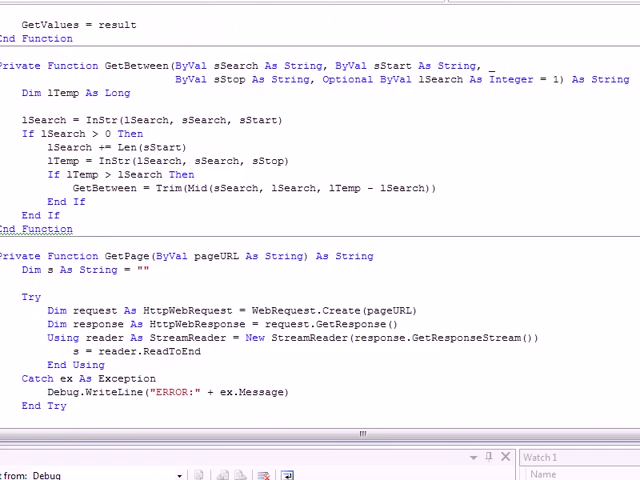 GetValues = result
End Function
Private Function GetBetween(ByVal sSearch As String, ByVal sStart As String, _
ByVal sStop As String, Optional ByVal lSearch As Integer = 1) As String
Dim lTemp As Long
lSearch = InStr(lSearch, sSearch, sStart)
If lSearch > 0 Then
lSearch += Len(sStart)
lTemp = InStr(lSearch, sSearch, sStop)
If lTemp > lSearch Then
GetBetween = Trim(Mid(sSearch, lSearch, lTemp - lSearch))
End If
End If
End Function
Private Function GetPage(ByVal pageURL As String) As String
Dim s As String = ""
Try
Dim request As HttpWebRequest = WebRequest.Create(pageURL)
Dim response As HttpWebResponse = request.GetResponse()
Using reader As StreamReader = New StreamReader(response.GetResponseStream())
s = reader.ReadToEnd
End Using
Catch ex As Exception
Debug.WriteLine("ERROR:" + ex.Message)
End Try
Watch 1
t from: Debug
Name